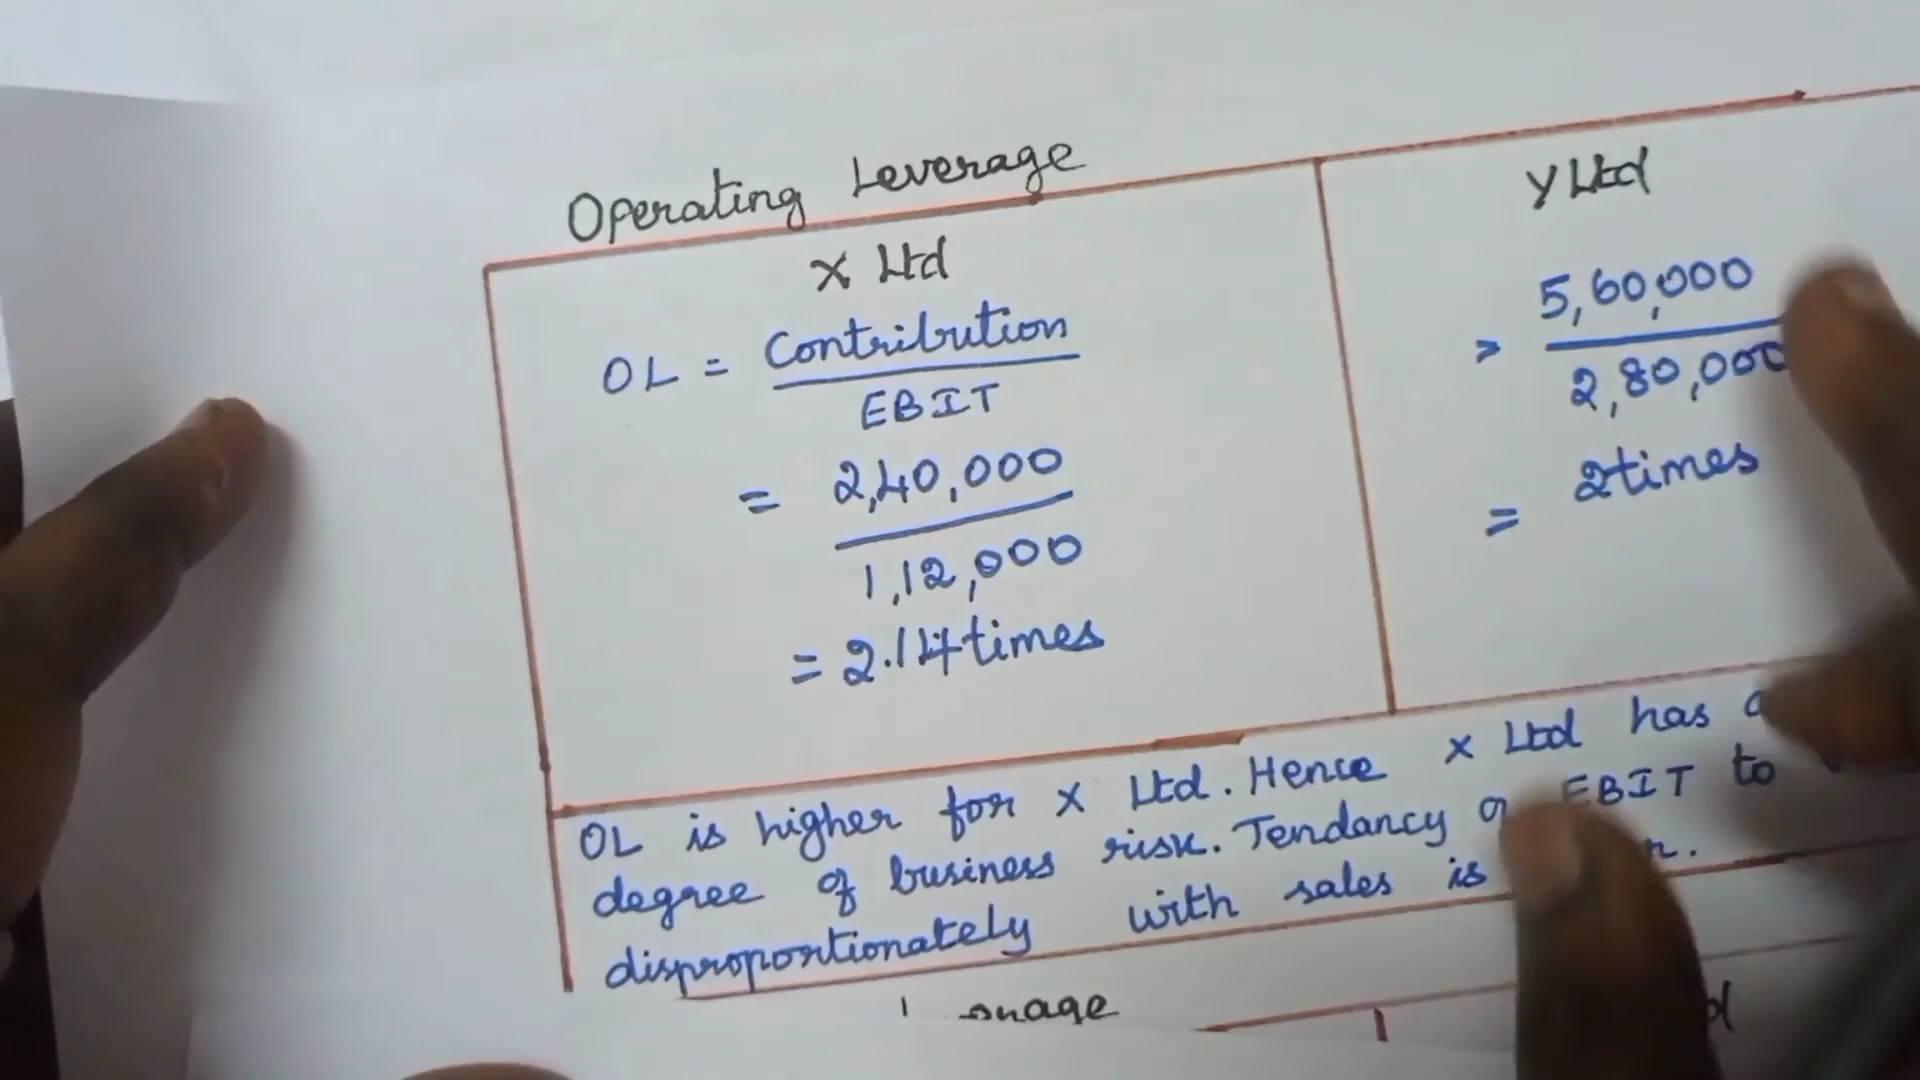 Operating Leverage
X Ltd
Y Ltd
OL = Contribution
EBIT
= 2,40,000
1,12,000
= 2.14 times
> 5,60,000
2,80,000
= 2 times
OL is higher for X Ltd. Hence X Ltd has
degree of business risk. Tendancy EBIT to
disproportionately with sales is